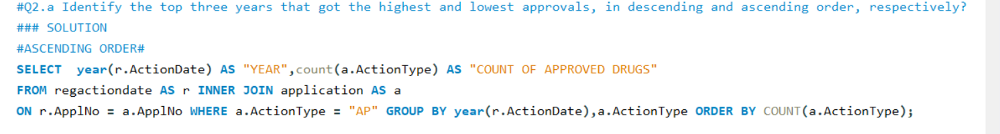 #Q2.a Identify the top three years that got the highest and lowest approvals, in descending and ascending order, respectively?
### SOLUTION
#ASCENDING ORDER#
SELECT  year(r.ActionDate) AS "YEAR",count(a.ActionType) AS "COUNT OF APPROVED DRUGS"
FROM regactiondate AS r INNER JOIN application AS a
ON r.ApplNo = a.ApplNo WHERE a.ActionType = "AP" GROUP BY year(r.ActionDate),a.ActionType ORDER BY COUNT(a.ActionType);